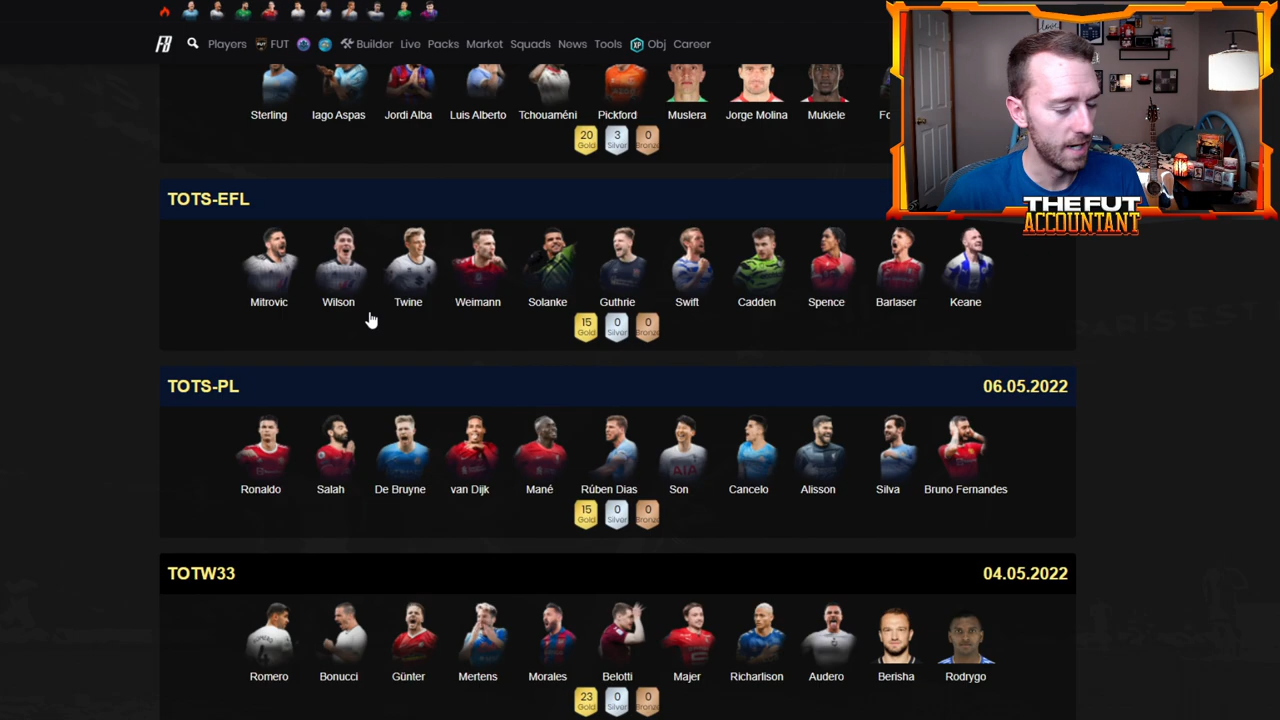 FB Players FUT Builder Live Packs Market Squads News Tools XP Obj Career
Sterling Iago Aspas Jordi Alba Luis Alberto Tchouaméni Pickford Muslera Jorge Molina Mukiele
20 Gold 3 Silver 0 Bronze
THE FUT
ACCOUNTANT
TOTS-EFL
Mitrovic Wilson Twine Weimann Solanke Guthrie Swift Cadden Spence Barlaser Keane
15 Gold 0 Silver 0 Bronze
TOTS-PL 06.05.2022
Ronaldo Salah De Bruyne van Dijk Mané Rúben Dias Son Cancelo Alisson Silva Bruno Fernandes
15 Gold 0 Silver 0 Bronze
TOTW33 04.05.2022
Romero Bonucci Günter Mertens Morales Belotti Majer Richarlison Audero Berisha Rodrygo
23 Gold 0 Silver 0 Bronze